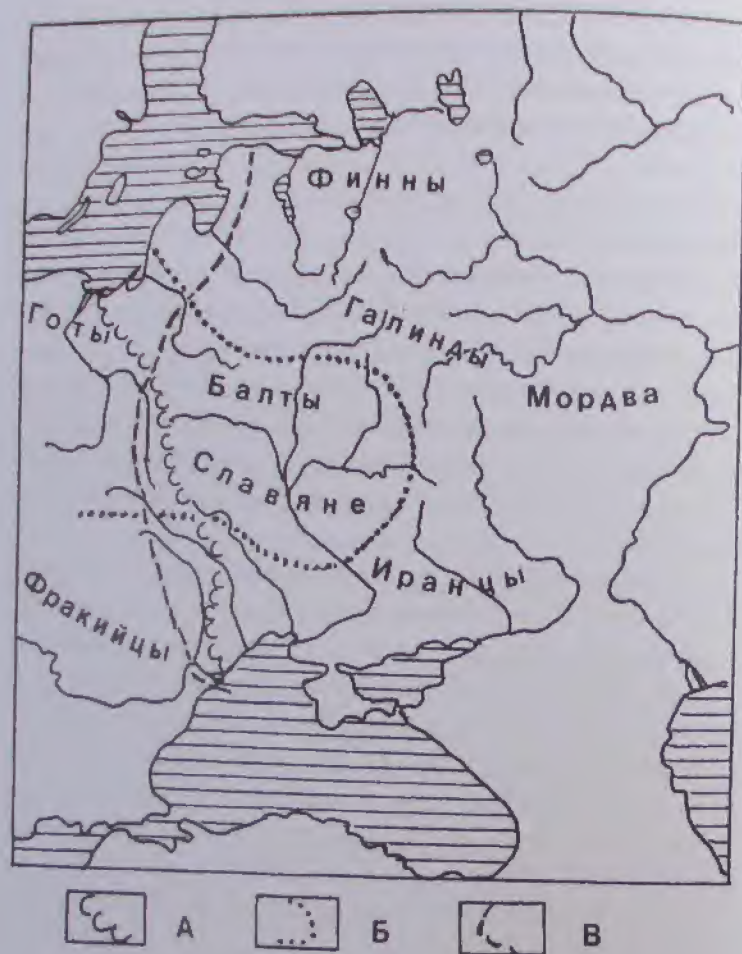 Финны
Готы
Галинды
Балты
Мордва
Славяне
Иранцы
Фракийцы
А Б В